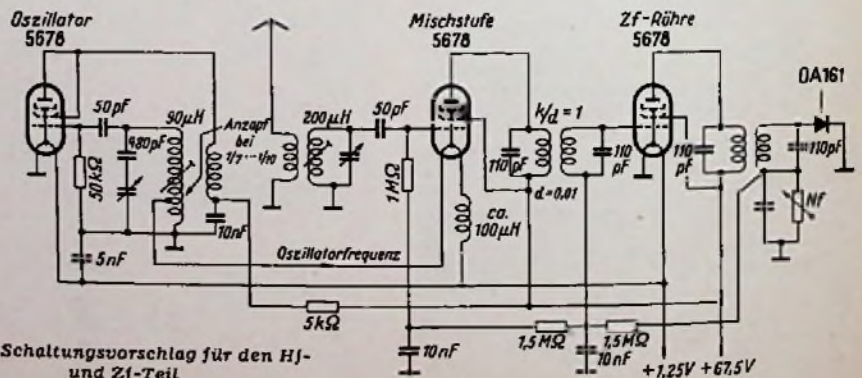 Oszillator
5678
Mischstufe
5678
Zf-Röhre
5678
OA161
50pF
90µH
Anzapf
bei
1/7...1/10
200µH
50pF
k/d = 1
480pF
50kΩ
110
pF
110
pF
110
pF
110pF
1MΩ
d=0,01
ca.
100µH
10nF
Nf
Oszillatorfrequenz
5nF
5kΩ
1,5MΩ
1,5MΩ
10nF
10nF
+1,25V +67,5V
Schaltungsvorschlag für den Hf-
und Zf-Teil